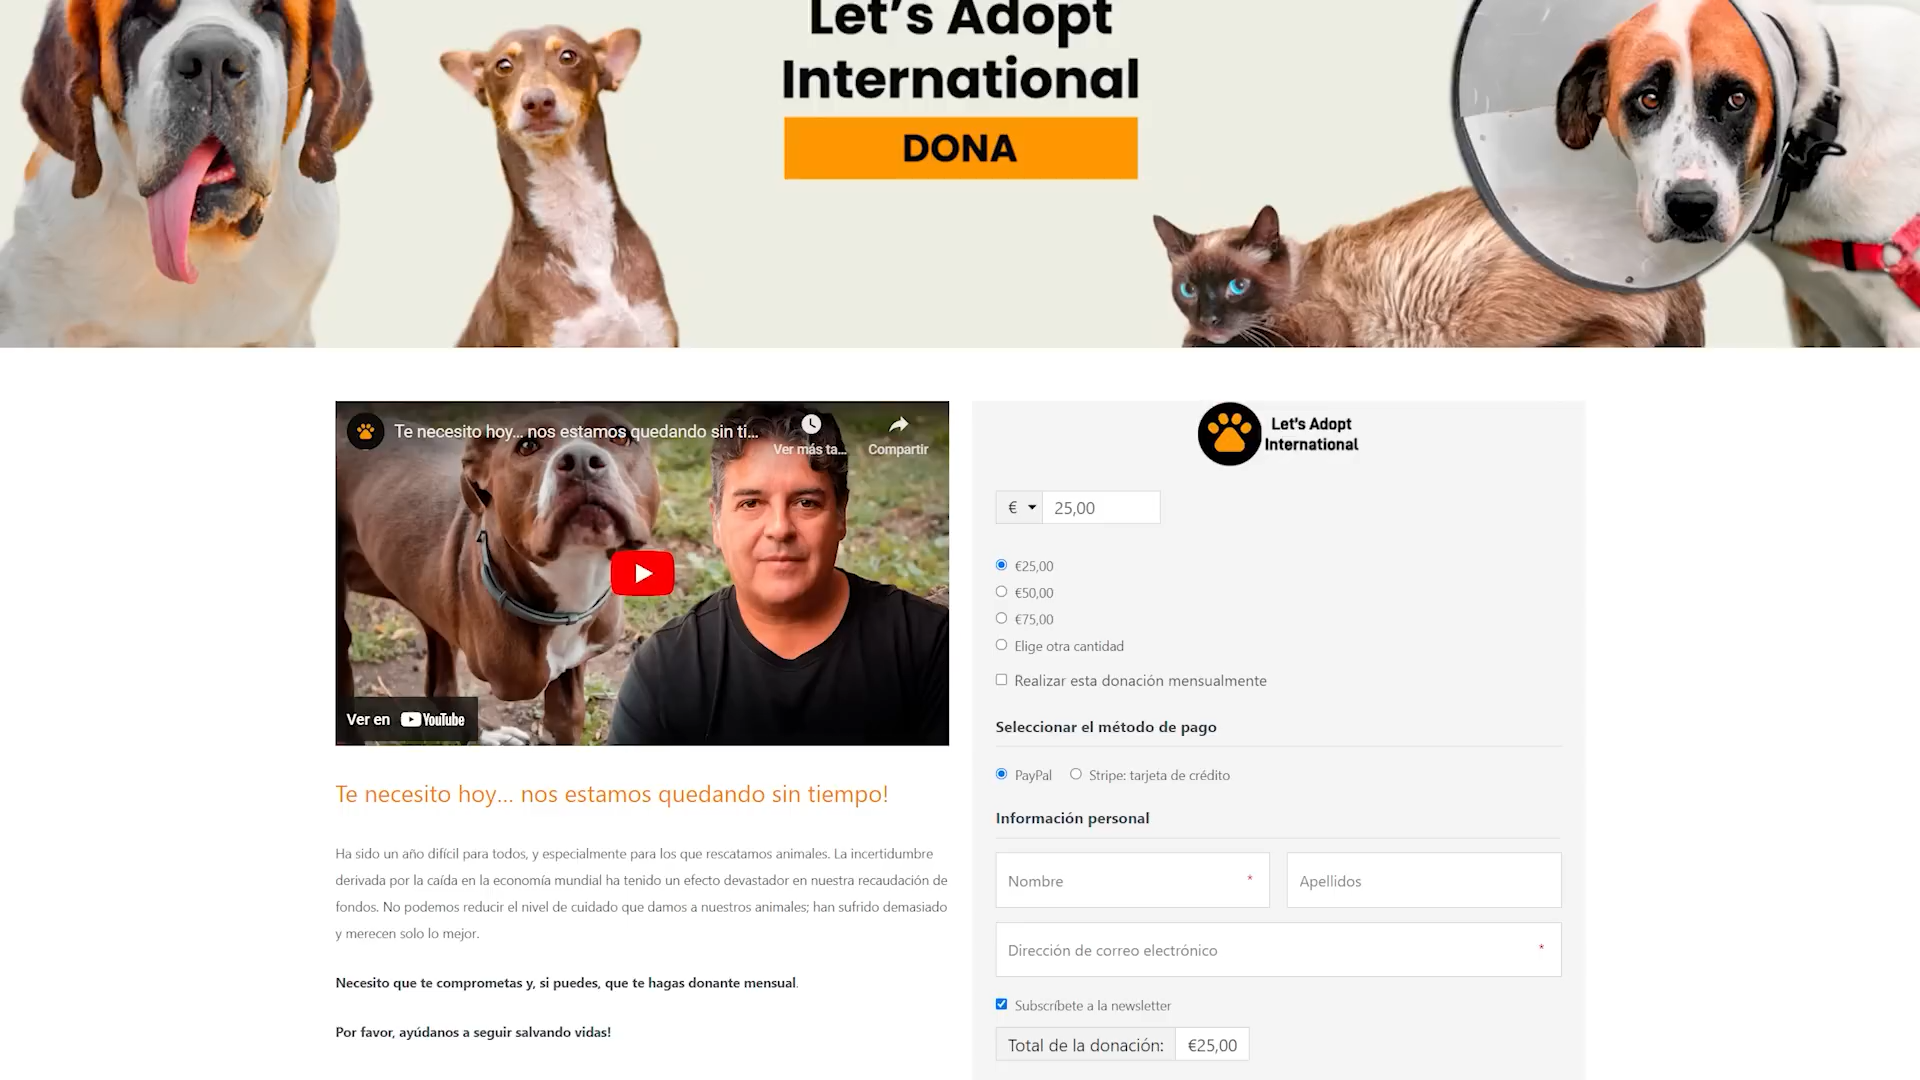 Let's Adopt
International
DONA
Te necesito hoy... nos estamos quedando sin ti...
Ver más ta...
Compartir
Ver en YouTube
Te necesito hoy... nos estamos quedando sin tiempo!
Ha sido un año difícil para todos, y especialmente para los que rescatamos animales. La incertidumbre
derivada por la caída en la economía mundial ha tenido un efecto devastador en nuestra recaudación de
fondos. No podemos reducir el nivel de cuidado que damos a nuestros animales; han sufrido demasiado
y merecen solo lo mejor.
Necesito que te comprometas y, si puedes, que te hagas donante mensual.
Por favor, ayúdanos a seguir salvando vidas!
Let's Adopt
International
€ 25,00
€25,00
€50,00
€75,00
Elige otra cantidad
Realizar esta donación mensualmente
Seleccionar el método de pago
PayPal Stripe: tarjeta de crédito
Información personal
Nombre * Apellidos
Dirección de correo electrónico *
Subscríbete a la newsletter
Total de la donación: €25,00